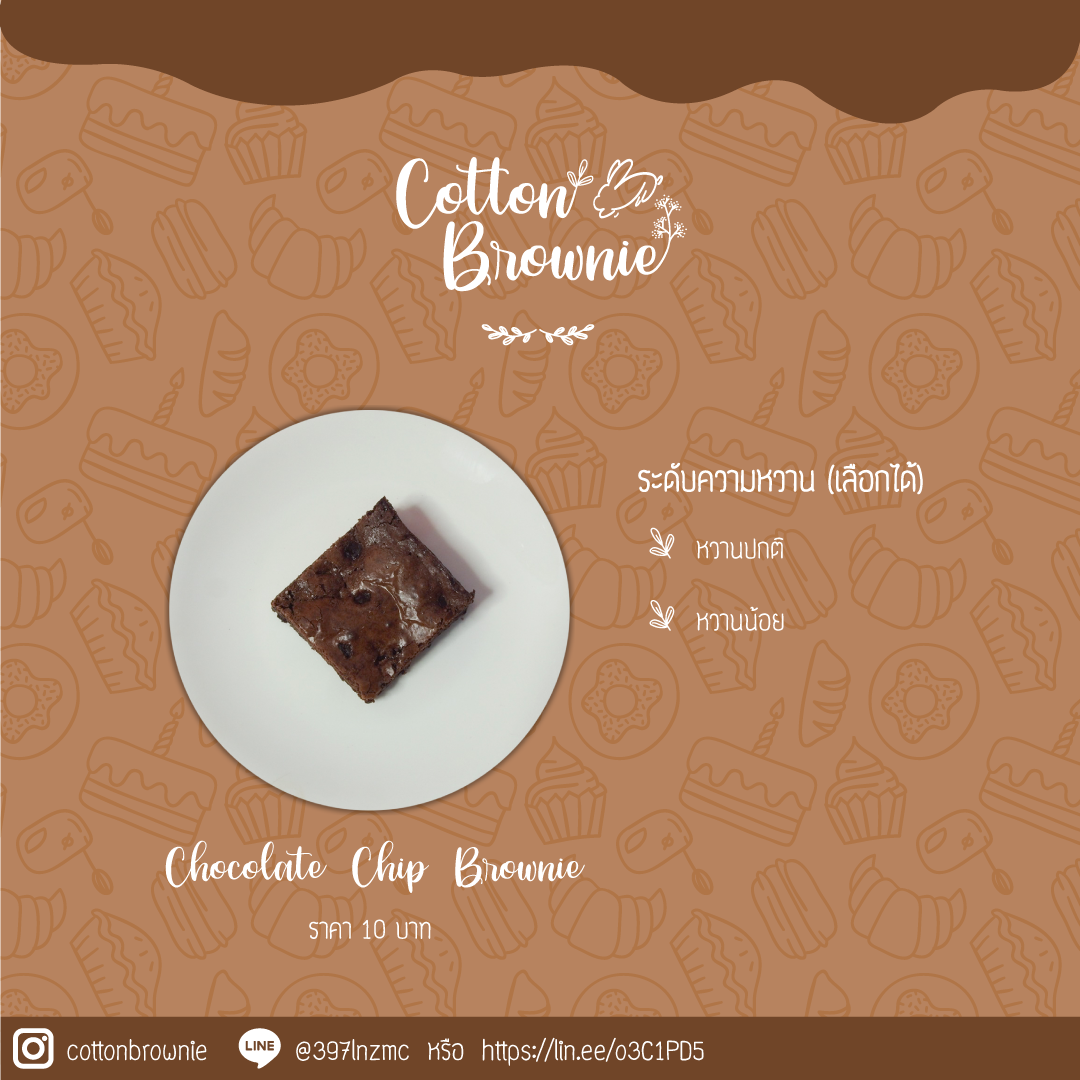 Cotton
Brownie
ระดับความหวาน (เลือกได้)
หวานปกติ
หวานน้อย
Chocolate Chip Brownie
ราคา 10 บาท
cottonbrownie LINE @397lnzmc หรือ https://lin.ee/o3C1PD5